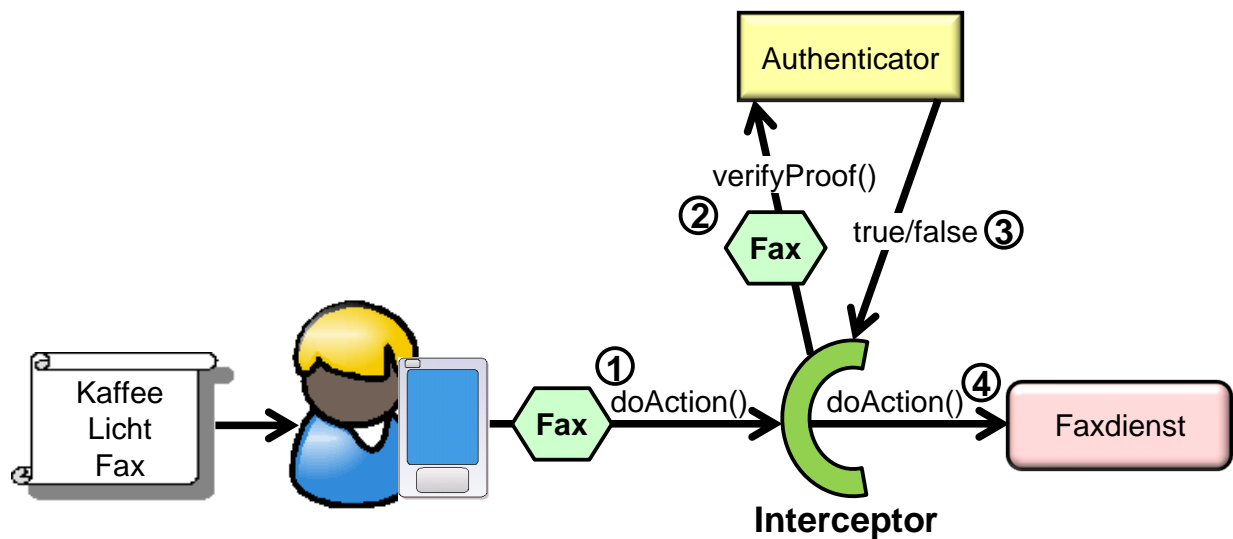 Authenticator
verifyProof()
②
Fax
true/false ③
Kaffee
Licht
Fax
①
Fax
doAction()
doAction() ④
Faxdienst
Interceptor